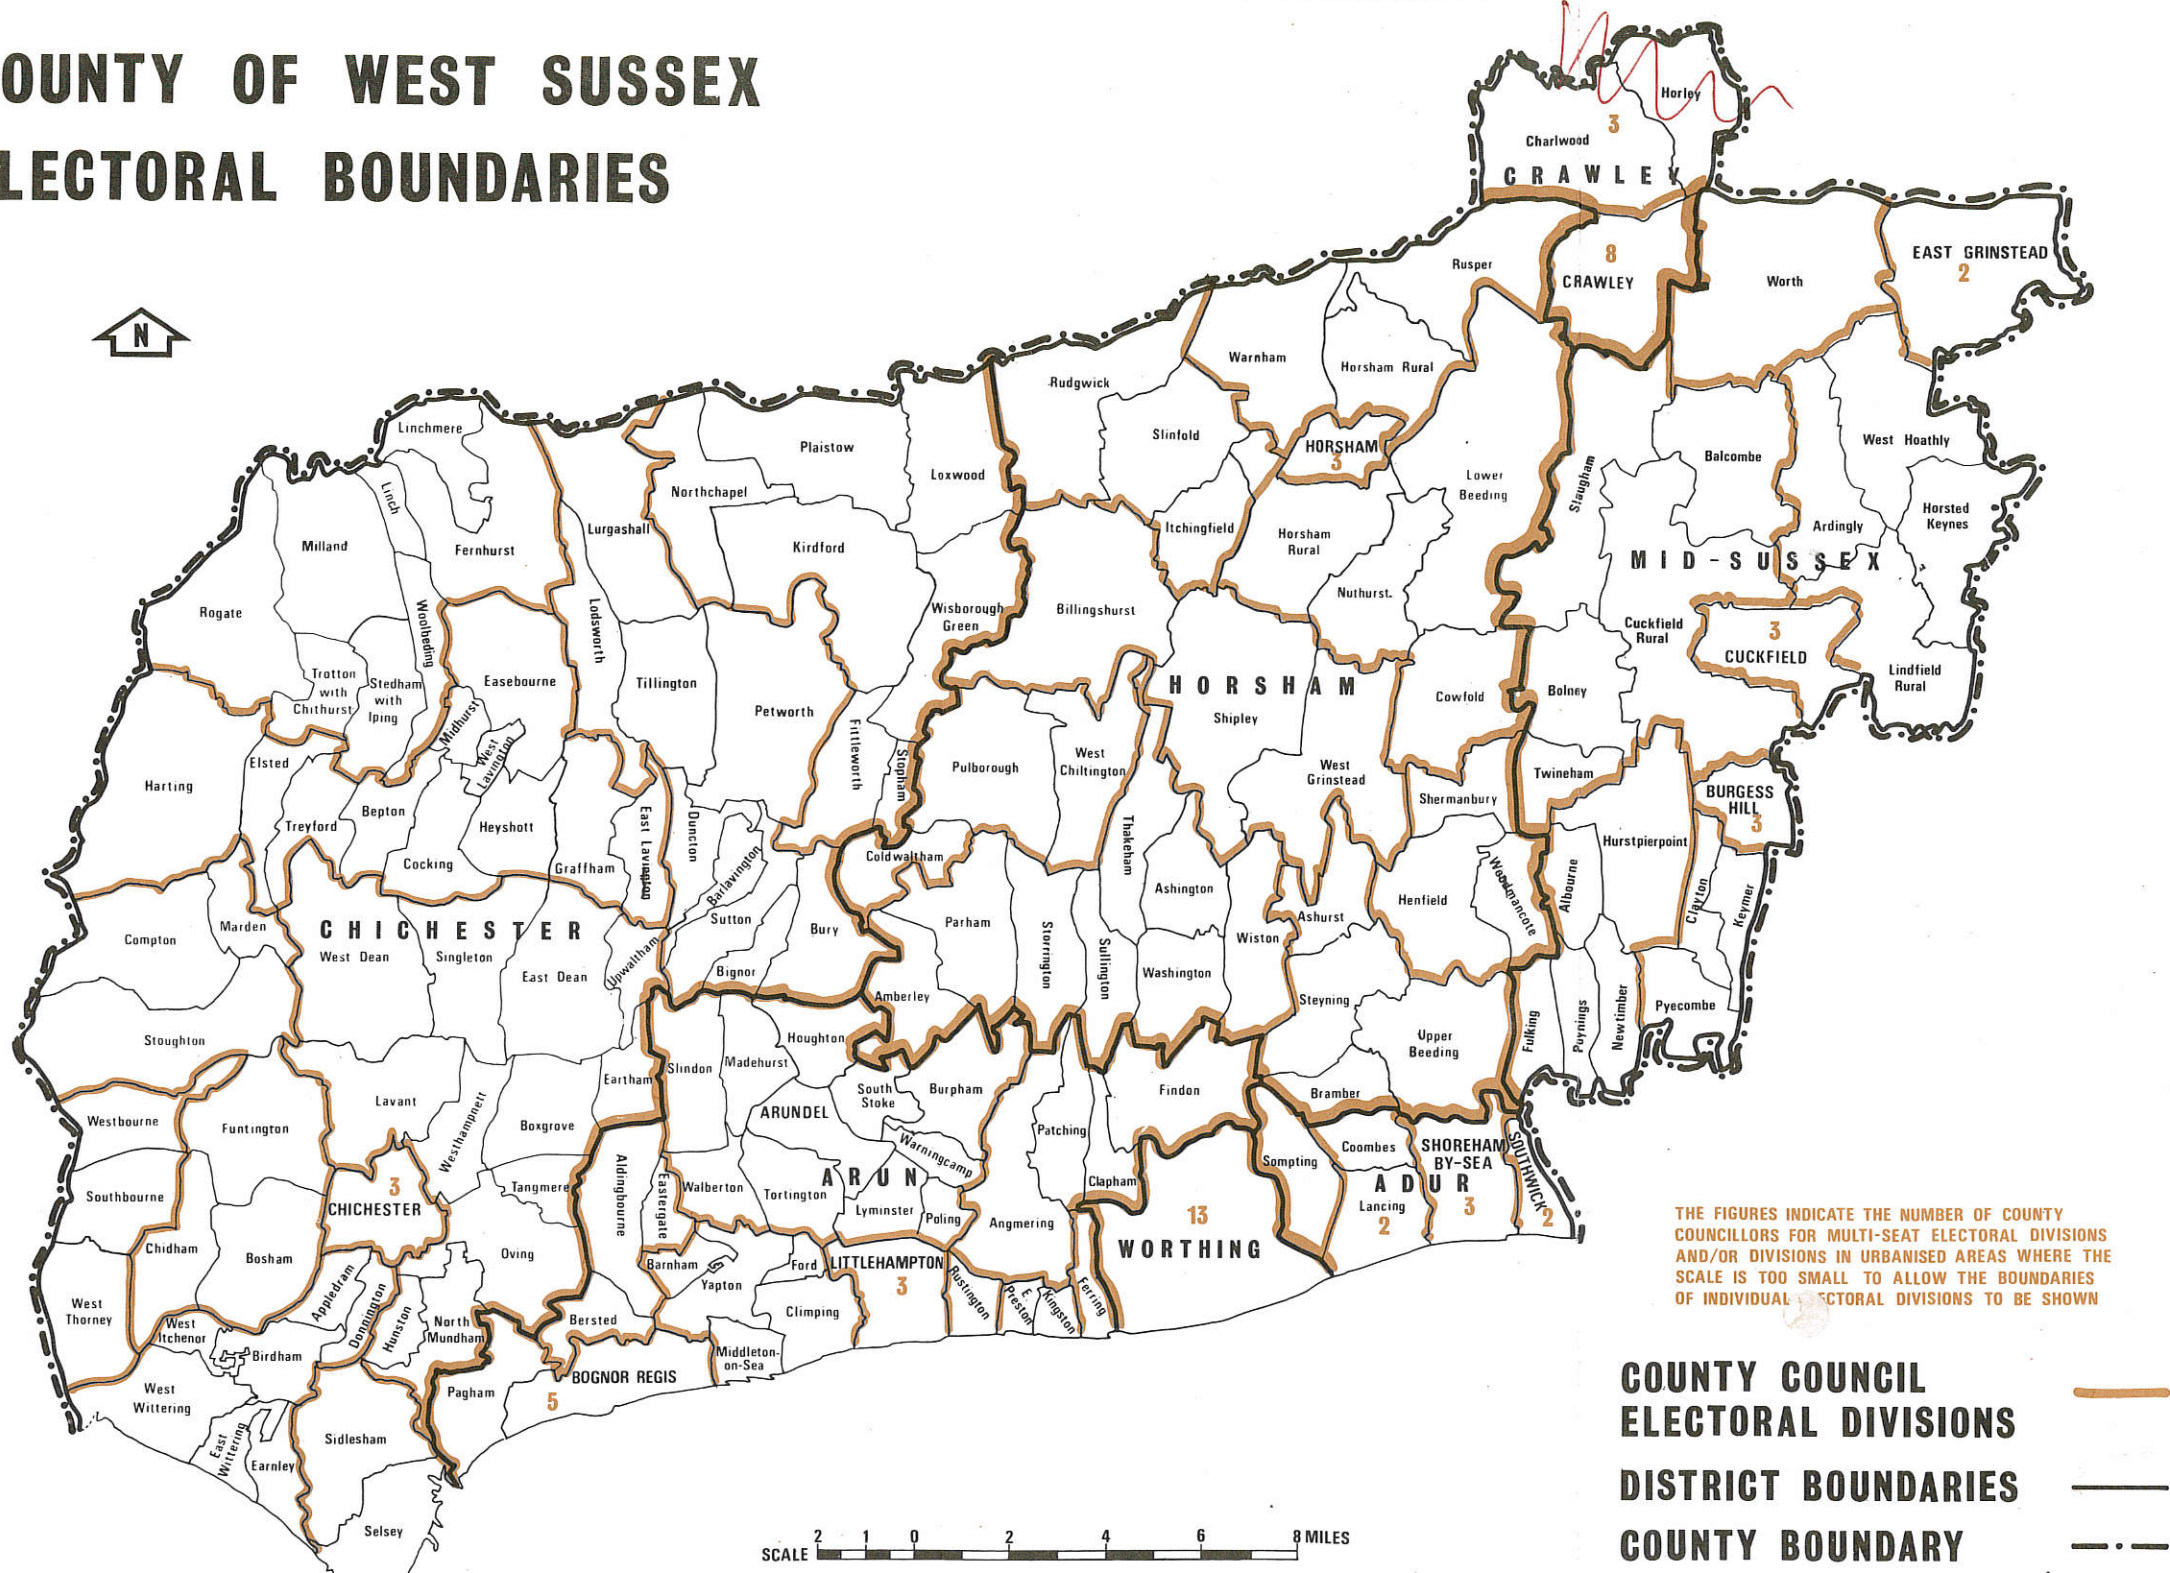 OUNTY OF WEST SUSSEX
LECTORAL BOUNDARIES
N
Horley
3
Charlwood
CRAWLEY
8
CRAWLEY
Rusper
Worth
EAST GRINSTEAD
2
Warnham
Horsham Rural
Rudgwick
Slinfold
HORSHAM
3
Lower
Beeding
Slaugham
Balcombe
West Hoathly
Horsted
Keynes
Ardingly
MID-SUSSEX
Linchmere
Linch
Milland
Fernhurst
Lurgashall
Northchapel
Plaistow
Loxwood
Kirdford
Itchingfield
Horsham
Rural
Nuthurst
Rogate
Woolbeding
Lodsworth
Wisborough
Green
Billingshurst
Cuckfield
Rural
3
CUCKFIELD
Lindfield
Rural
Trotton
with
Chithurst
Stedham
with
Iping
Easebourne
Tillington
Petworth
HORSHAM
Shipley
Cowfold
Bolney
Midhurst
West
Lavington
Fittleworth
Stopham
Pulborough
West
Chiltington
West
Grinstead
Twineham
Harting
Elsted
Treyford
Bepton
Cocking
Heyshott
Graffham
East Lavington
Duncton
Barlavington
Coldwaltham
Thakeham
Shermanbury
Hurstpierpoint
BURGESS
HILL
3
Ashington
Henfield
Woodmancote
Albourne
Clayton
Keymer
Compton
Marden
CHICHESTER
West Dean
Singleton
East Dean
Upwaltham
Sutton
Bury
Bignor
Parham
Storrington
Sullington
Washington
Wiston
Ashurst
Steyning
Amberley
Stoughton
Houghton
Madehurst
Slindon
Eartham
Upper
Beeding
Fulking
Poynings
Newtimber
Pyecombe
Westbourne
Funtington
Lavant
Westhampnett
Boxgrove
ARUNDEL
South
Stoke
Burpham
Patching
Findon
Bramber
Warningcamp
Southbourne
3
CHICHESTER
Tangmere
Aldingbourne
Eastergate
Walberton
Tortington
ARUN
Lyminster
Poling
Angmering
Clapham
Sompting
Coombes
SHOREHAM
BY-SEA
SOUTHWICK
ADUR
Lancing
2
3
2
13
WORTHING
Chidham
Bosham
Oving
Barnham
Yapton
Ford
LITTLEHAMPTON
3
Climping
Rustington
E.
Preston
Kingston
Ferring
West
Thorney
West
Itchenor
Appledram
Donnington
Hunston
North
Mundham
Bersted
Birdham
Middleton-
on-Sea
BOGNOR REGIS
5
Pagham
West
Wittering
East
Wittering
Earnley
Sidlesham
Selsey
THE FIGURES INDICATE THE NUMBER OF COUNTY
COUNCILLORS FOR MULTI-SEAT ELECTORAL DIVISIONS
AND/OR DIVISIONS IN URBANISED AREAS WHERE THE
SCALE IS TOO SMALL TO ALLOW THE BOUNDARIES
OF INDIVIDUAL ECTORAL DIVISIONS TO BE SHOWN
COUNTY COUNCIL
ELECTORAL DIVISIONS
DISTRICT BOUNDARIES
COUNTY BOUNDARY
SCALE 2 1 0 2 4 6 8 MILES